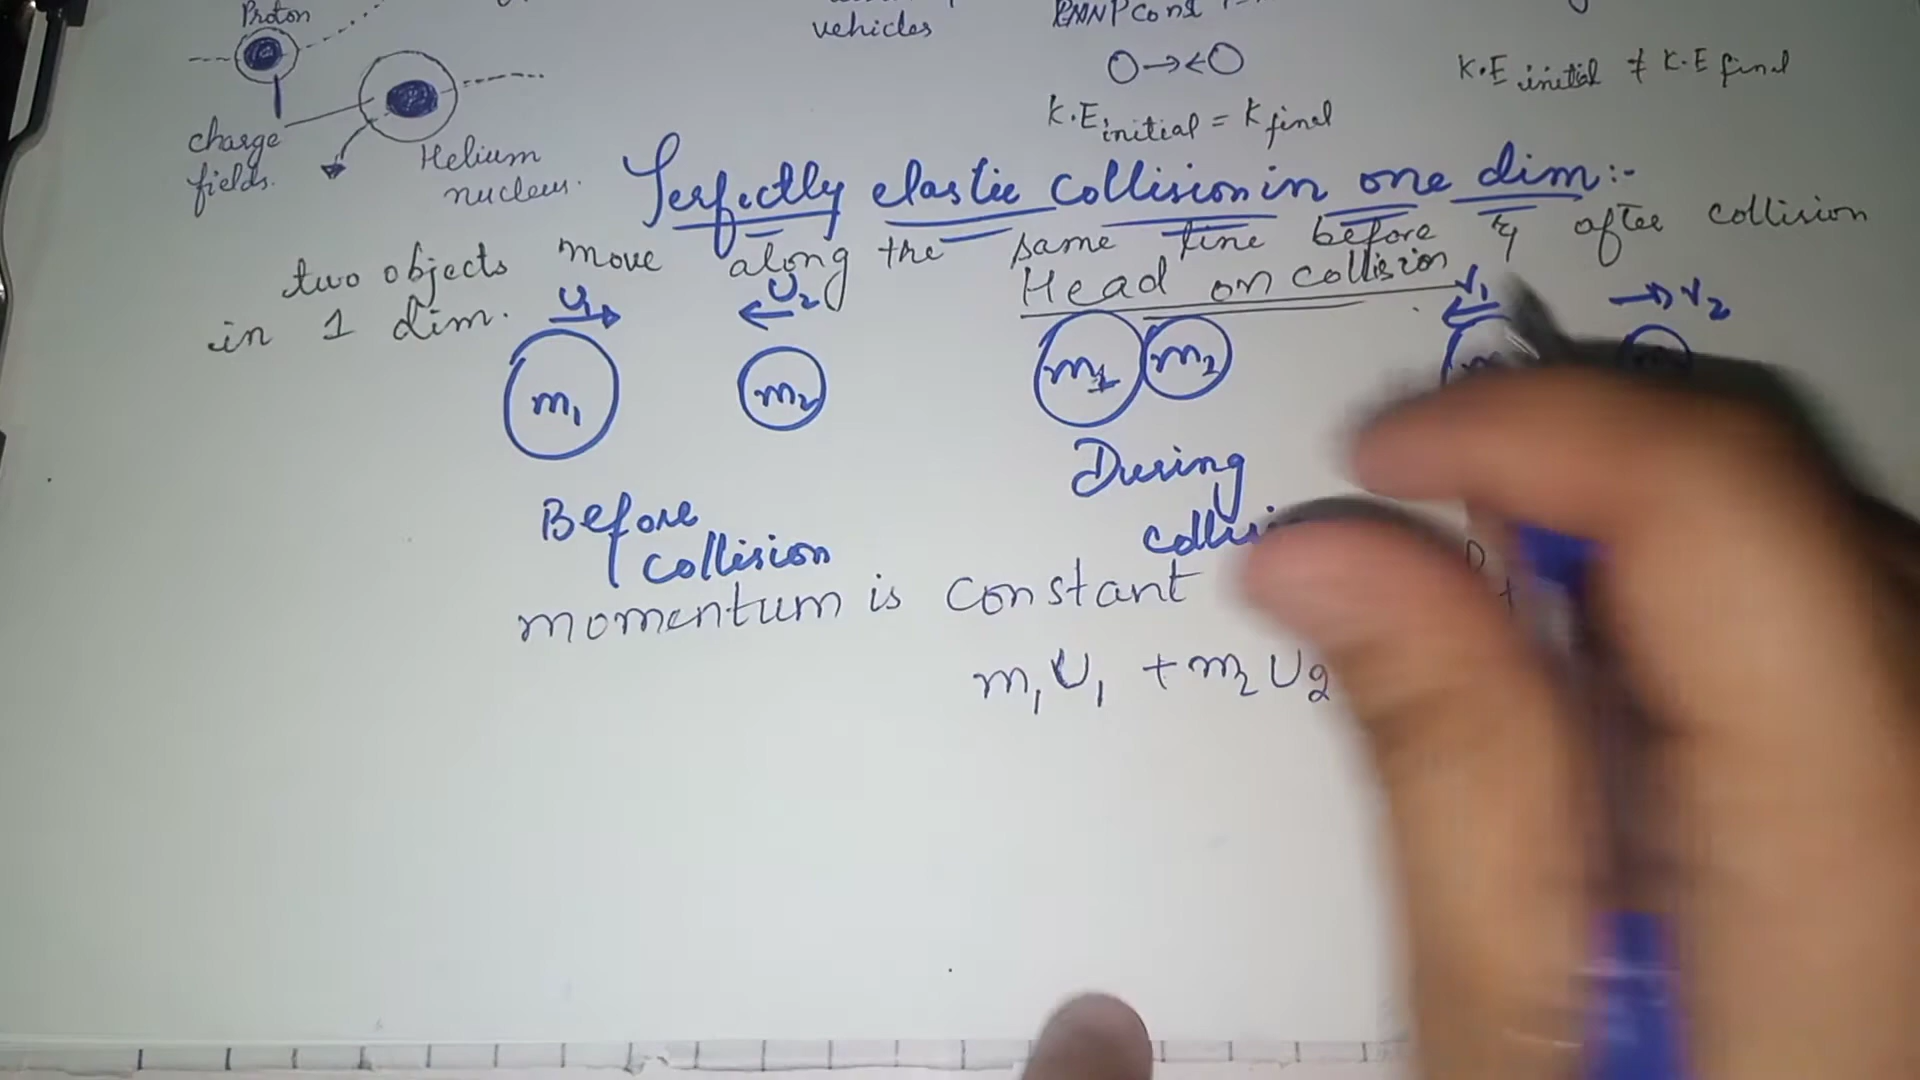 Proton
vehicles
K.E initial ≠ K.E final
K.E initial = K final
charge
fields.
Helium
nucleus.
Perfectly elastic collision in one dim:-
two objects move along the same line before & after collision
in 1 dim.
Head on collision
U1
U2
V1
V2
m1
m2
m1
m2
Before
collision
During
momentum is constant
m1U1 + m2U2